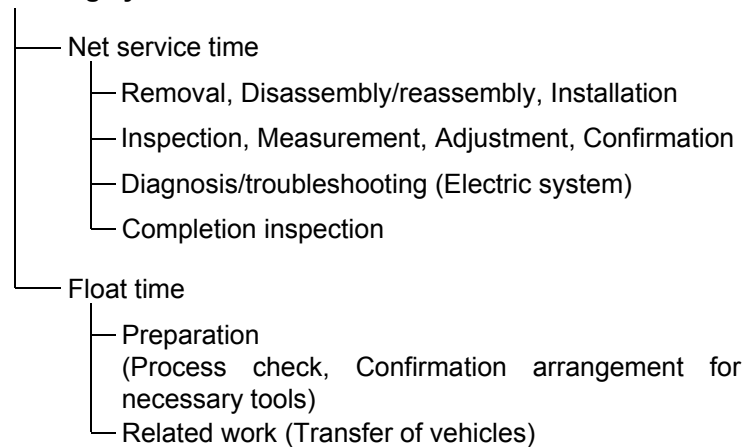 Net service time
Removal, Disassembly/reassembly, Installation
Inspection, Measurement, Adjustment, Confirmation
Diagnosis/troubleshooting (Electric system)
Completion inspection
Float time
Preparation
(Process check, Confirmation arrangement for
necessary tools)
Related work (Transfer of vehicles)